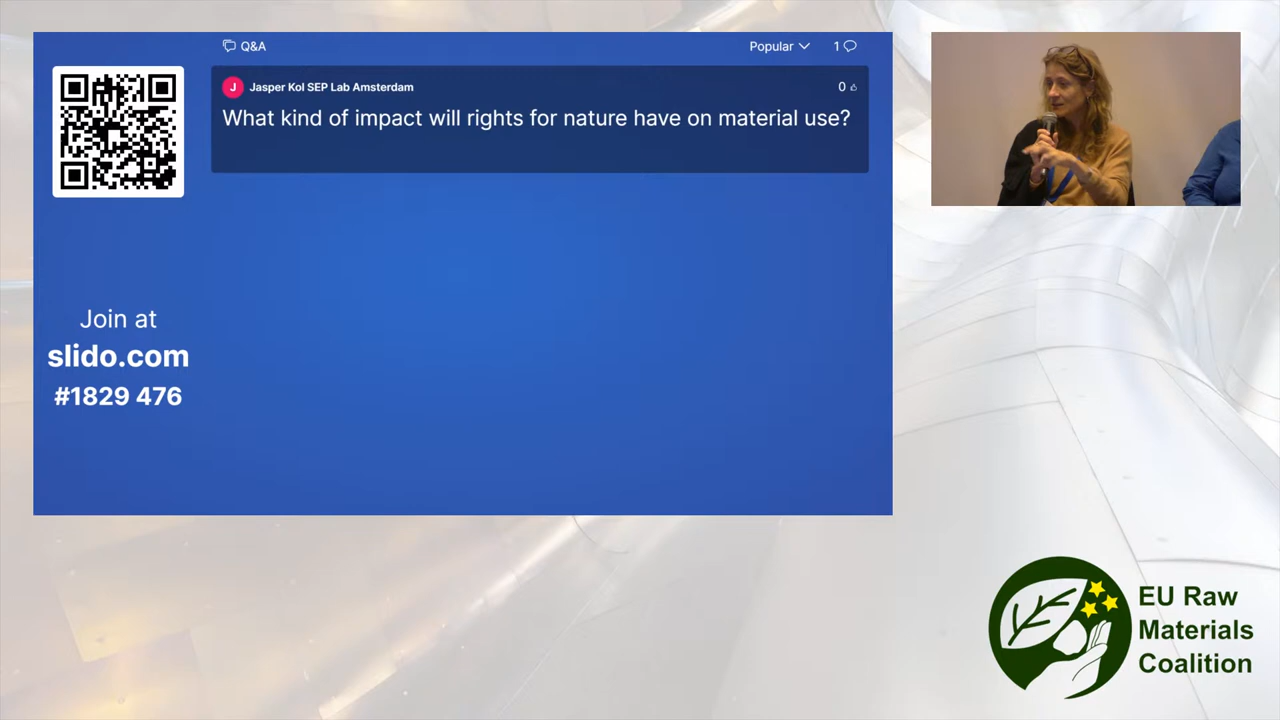 Q&A
Popular
1
J
Jasper Kol SEP Lab Amsterdam
0
What kind of impact will rights for nature have on material use?
Join at
slido.com
#1829 476
EU Raw
Materials
Coalition